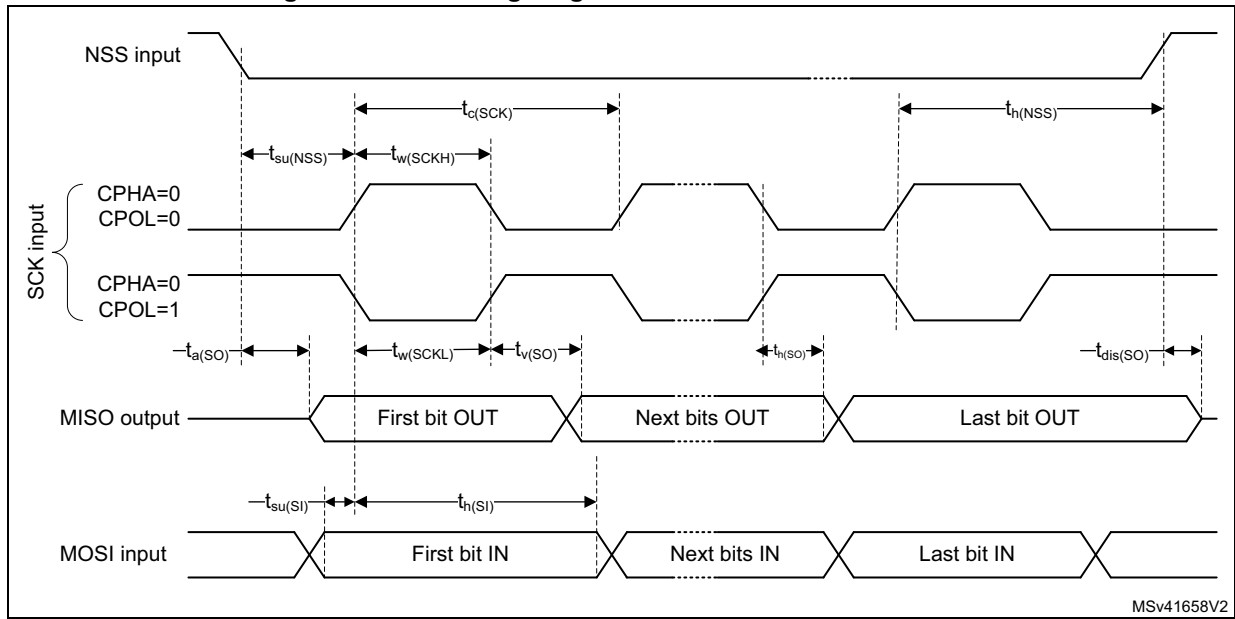 NSS input
tc(SCK)
th(NSS)
tsu(NSS)
tw(SCKH)
CPHA=0
CPOL=0
SCK input
CPHA=0
CPOL=1
ta(SO)
tw(SCKL)
tv(SO)
th(SO)
tdis(SO)
MISO output
First bit OUT
Next bits OUT
Last bit OUT
tsu(SI)
th(SI)
MOSI input
First bit IN
Next bits IN
Last bit IN
MSv41658V2